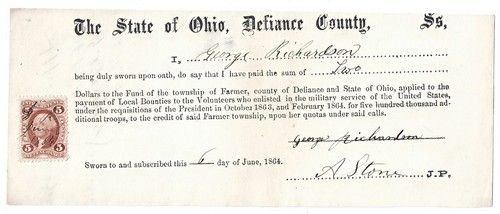 The State of Ohio, Defiance County, Ss,
I, George Richardson
being duly sworn upon oath, do say that I have paid the sum of Two
Dollars to the Fund of the township of Farmer, county of Defiance and State of Ohio, applied to the
payment of Local Bounties to the Volunteers who enlisted in the military service of the United States,
under the requisitions of the President in October 1863, and February 1864, for five hundred thousand ad-
ditional troops, to the credit of said Farmer township, upon her quotas under said calls.
George Richardson
Sworn to and subscribed this 6 day of June, 1864.
A Stone J.P.
5 5